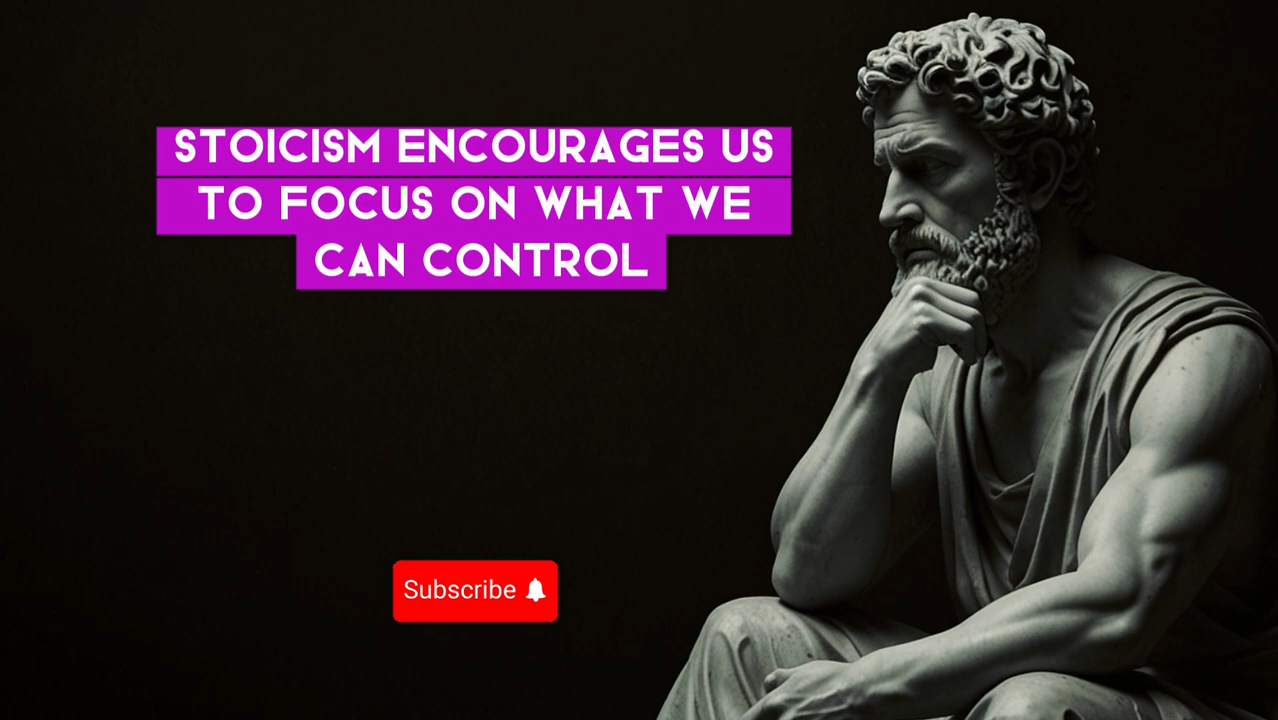 STOICISM ENCOURAGES US
TO FOCUS ON WHAT WE
CAN CONTROL
Subscribe